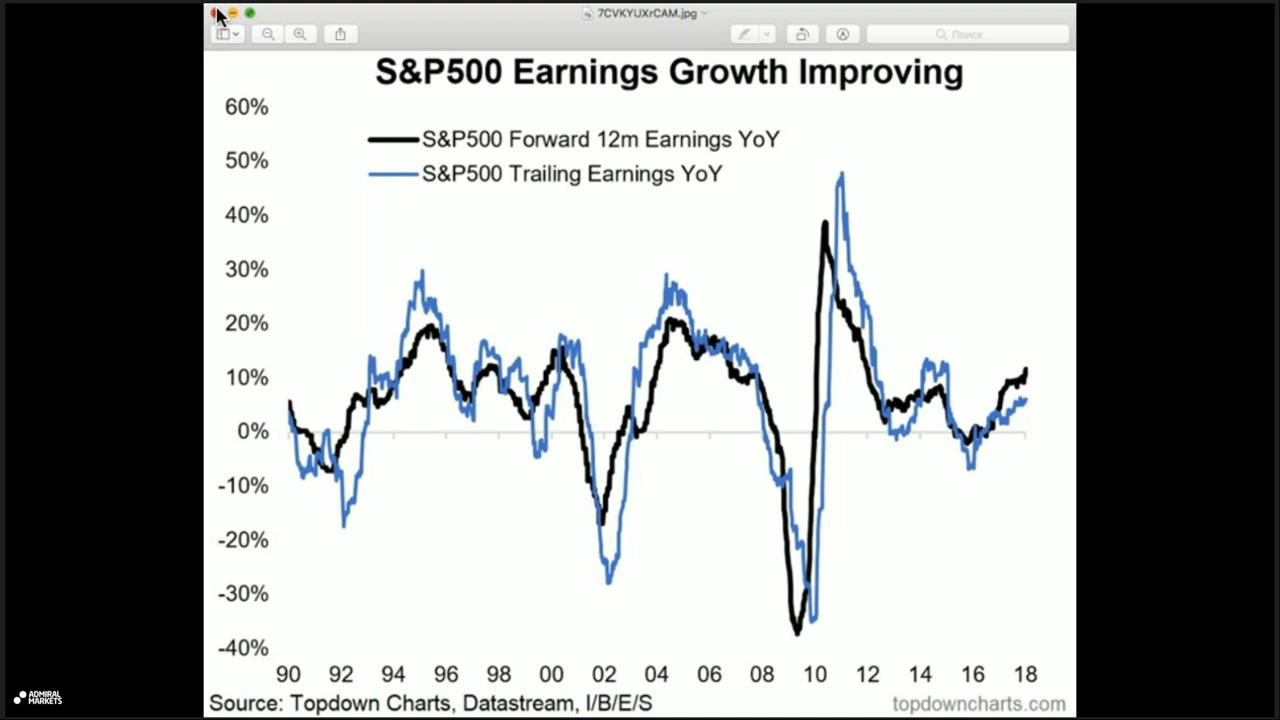 7CVKYUXrCAM.jpg
Поиск
S&P500 Earnings Growth Improving
60%
S&P500 Forward 12m Earnings YoY
50%
S&P500 Trailing Earnings YoY
40%
30%
20%
10%
0%
-10%
-20%
-30%
-40%
90 92 94 96 98 00 02 04 06 08 10 12 14 16 18
Source: Topdown Charts, Datastream, I/B/E/S
topdowncharts.com
ADMIRAL
MARKETS